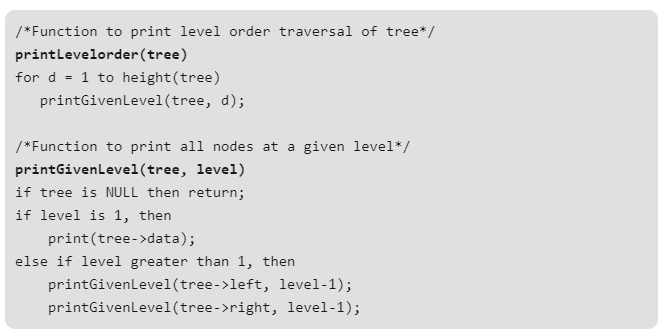 /*Function to print level order traversal of tree*/
printLevelorder(tree)
for d = 1 to height(tree)
   printGivenLevel(tree, d);

/*Function to print all nodes at a given level*/
printGivenLevel(tree, level)
if tree is NULL then return;
if level is 1, then
    print(tree->data);
else if level greater than 1, then
    printGivenLevel(tree->left, level-1);
    printGivenLevel(tree->right, level-1);